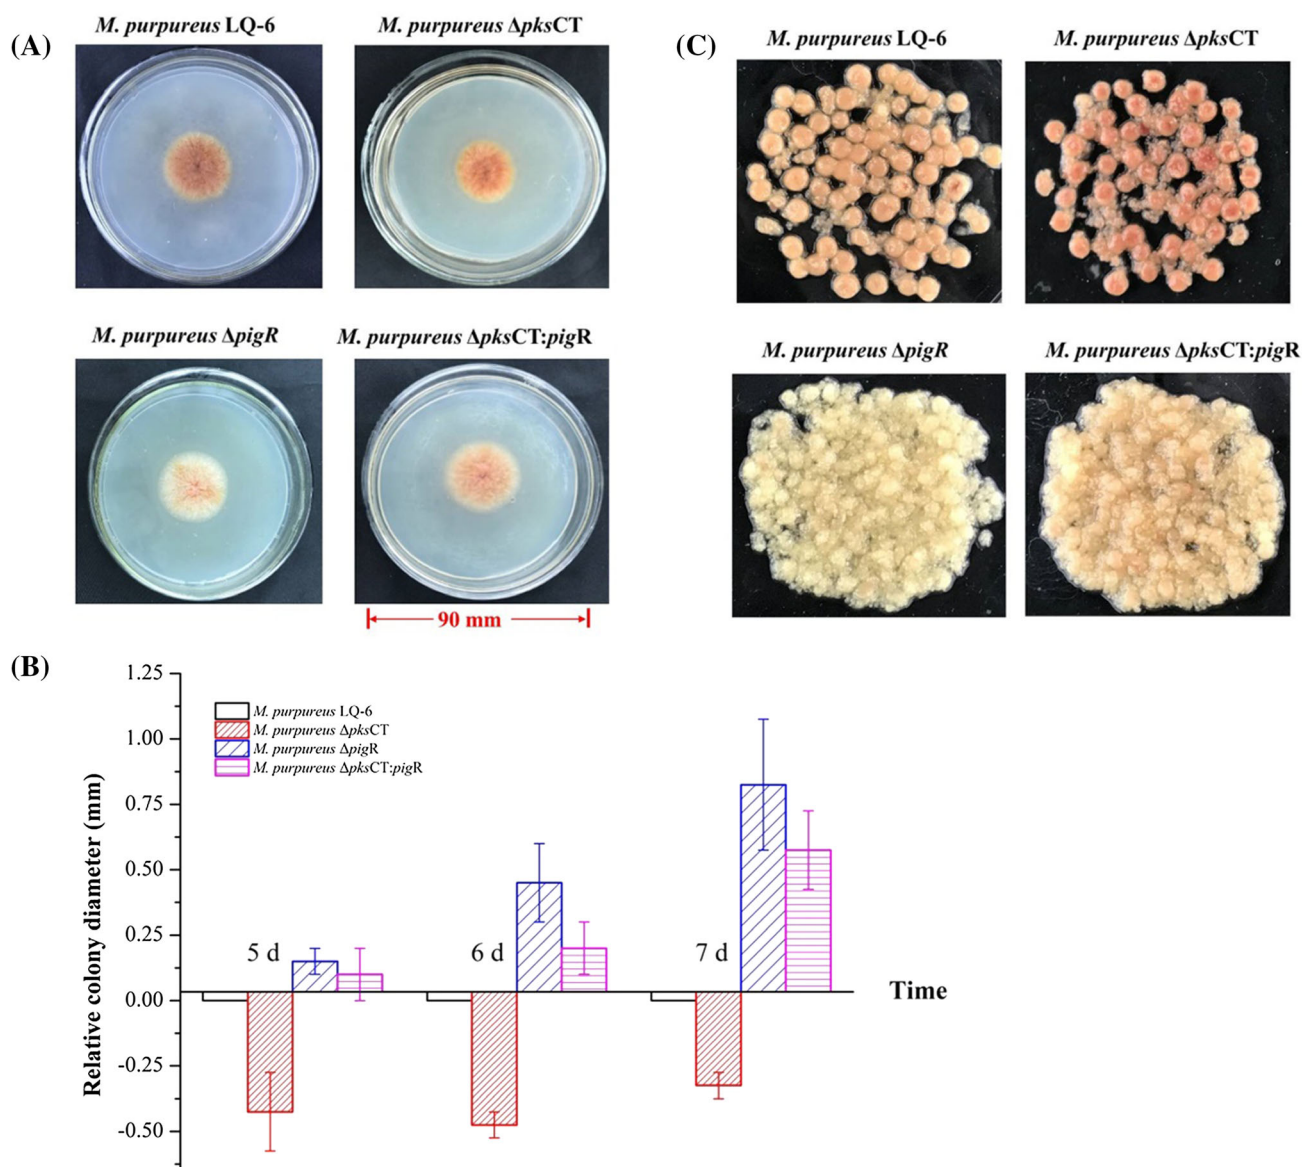 (A)
M. purpureus LQ-6
M. purpureus ΔpksCT
M. purpureus ΔpigR
M. purpureus ΔpksCT:pigR
90 mm
(C)
M. purpureus LQ-6
M. purpureus ΔpksCT
M. purpureus ΔpigR
M. purpureus ΔpksCT:pigR
(B)
Relative colony diameter (mm)
1.25
1.00
0.75
0.50
0.25
0.00
-0.25
-0.50
M. purpureus LQ-6
M. purpureus ΔpksCT
M. purpureus ΔpigR
M. purpureus ΔpksCT:pigR
5 d
6 d
7 d
Time